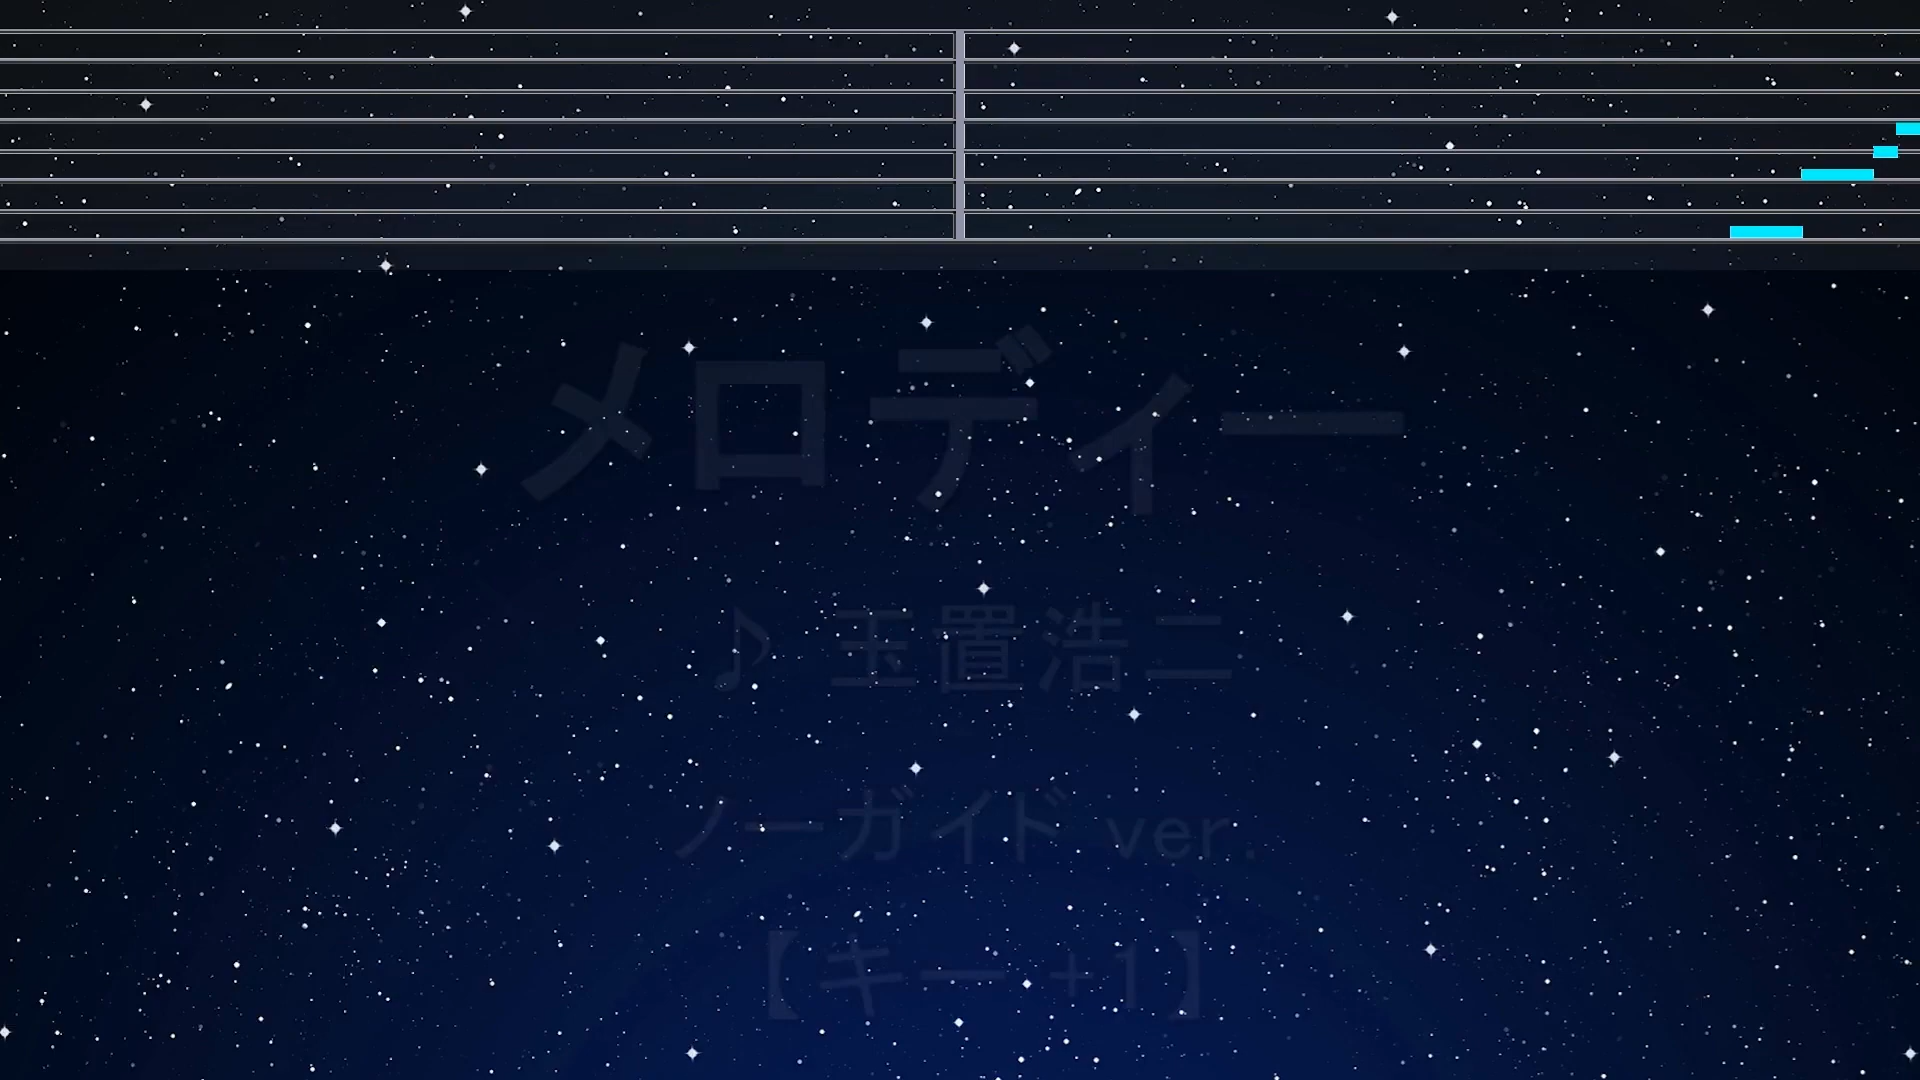 メロディー
♪ 玉置浩二
ノーガイド ver.
【キー +1】